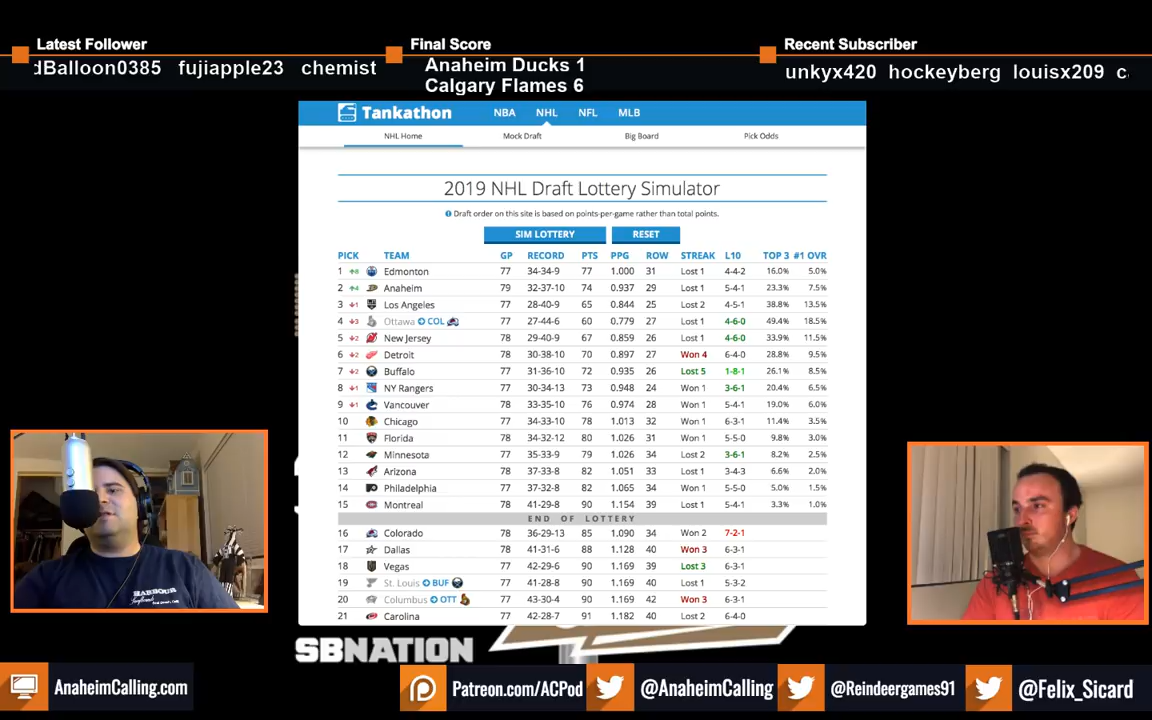 Latest Follower
Final Score
Recent Subscriber
dBalloon0385 fujiapple23 chemist
Anaheim Ducks 1
Calgary Flames 6
unkyx420 hockeyberg louisx209
Tankathon NBA NHL NFL MLB
NHL Home Mock Draft Big Board Pick Odds
2019 NHL Draft Lottery Simulator
Draft order on this site is based on points-per-game rather than total points.
SIM LOTTERY RESET
PICK TEAM GP RECORD PTS PPG ROW STREAK L10 TOP 3 #1 OVR
1 8 Edmonton 77 34-34-9 77 1.000 31 Lost 1 4-4-2 16.0% 5.0%
2 4 Anaheim 79 32-37-10 74 0.937 29 Lost 1 5-4-1 23.3% 7.5%
3 1 Los Angeles 77 28-40-9 65 0.844 25 Lost 2 4-5-1 38.8% 13.5%
4 3 Ottawa COL 77 27-44-6 60 0.779 27 Lost 1 4-6-0 49.4% 18.5%
5 2 New Jersey 78 29-40-9 67 0.859 26 Lost 1 4-6-0 33.9% 11.5%
6 2 Detroit 78 30-38-10 70 0.897 27 Won 4 6-4-0 28.8% 9.5%
7 2 Buffalo 77 31-36-10 72 0.935 26 Lost 5 1-8-1 26.1% 8.5%
8 1 NY Rangers 77 30-34-13 73 0.948 24 Won 1 3-6-1 20.4% 6.5%
9 1 Vancouver 78 33-35-10 76 0.974 28 Won 1 5-4-1 19.0% 6.0%
10 Chicago 77 34-33-10 78 1.013 32 Won 1 6-3-1 11.4% 3.5%
11 Florida 78 34-32-12 80 1.026 31 Won 1 5-5-0 9.8% 3.0%
12 Minnesota 77 35-33-9 79 1.026 34 Lost 2 3-6-1 8.2% 2.5%
13 Arizona 78 37-33-8 82 1.051 33 Lost 1 3-4-3 6.6% 2.0%
14 Philadelphia 77 37-32-8 82 1.065 34 Won 1 5-5-0 5.0% 1.5%
15 Montreal 78 41-29-8 90 1.154 39 Lost 1 5-4-1 3.3% 1.0%
END OF LOTTERY
16 Colorado 78 36-29-13 85 1.090 34 Won 2 7-2-1
17 Dallas 78 41-31-6 88 1.128 40 Won 3 6-3-1
18 Vegas 77 42-29-6 90 1.169 40 Lost 3 6-3-1
19 St. Louis BUF 77 41-28-8 90 1.169 40 Lost 1 5-3-2
20 Columbus OTT 77 43-30-4 90 1.169 42 Won 3 6-3-1
21 Carolina 77 42-28-7 91 1.182 40 Lost 2 6-4-0
HARBOUR
SBNATION
AnaheimCalling.com
Patreon.com/ACPod
@AnaheimCalling
@Reindeergames91
@Felix_Sicard